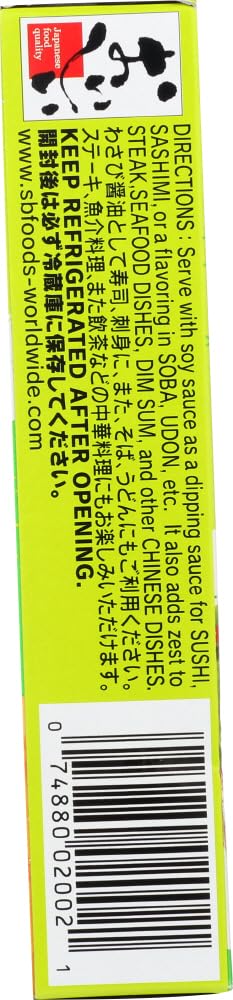 Japanese
food
quality
DIRECTIONS : Serve with soy sauce as a dipping sauce for SUSHI,
SASHIMI, or a flavoring in SOBA, UDON, etc. It also adds zest to
STEAK,SEAFOOD DISHES, DIM SUM, and other CHINESE DISHES.
わさび醤油として寿司、刺身に、また、そば、うどんにもご利用ください。
ステーキ、魚介料理、また飲茶などの中華料理にもお楽しみいただけます。
KEEP REFRIGERATED AFTER OPENING.
開封後は必ず冷蔵庫に保存してください。
www.sbfoods-worldwide.com
0 74880 02002 1